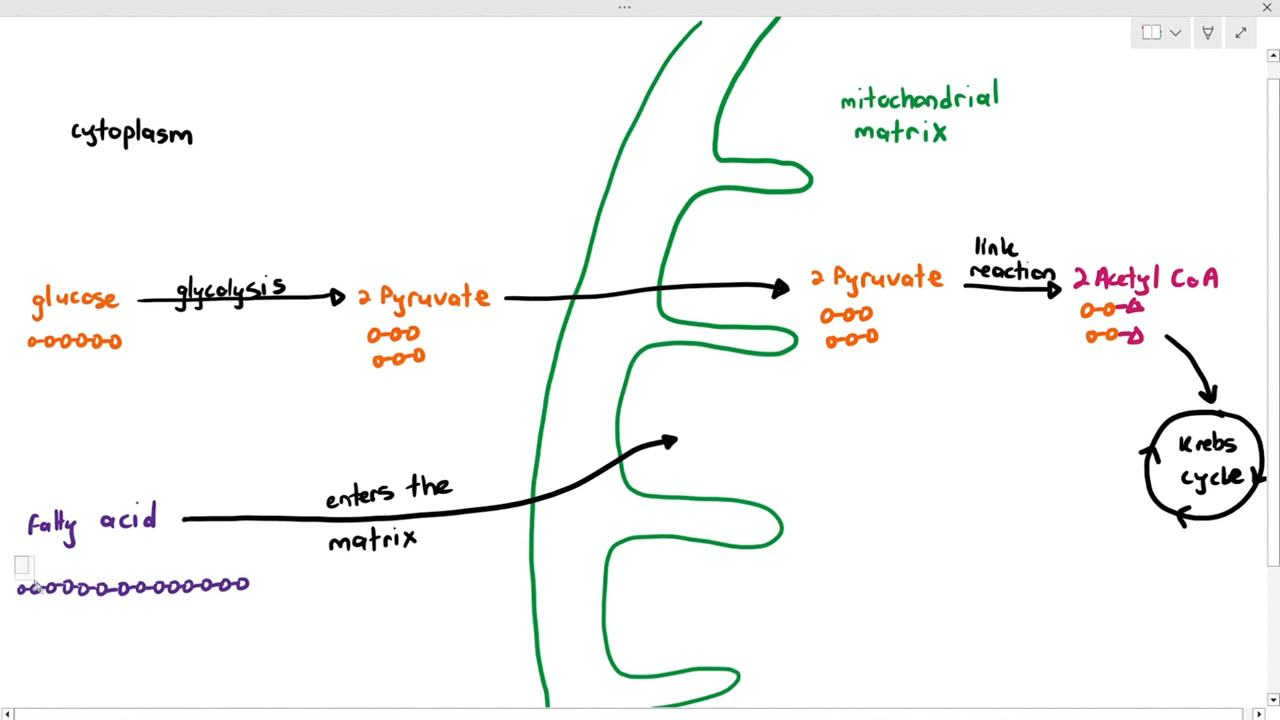 cytoplasm
mitochondrial
matrix
glucose
glycolysis
2 Pyruvate
2 Pyruvate
link
reaction
2 Acetyl CoA
Krebs
cycle
Fatty acid
enters the
matrix